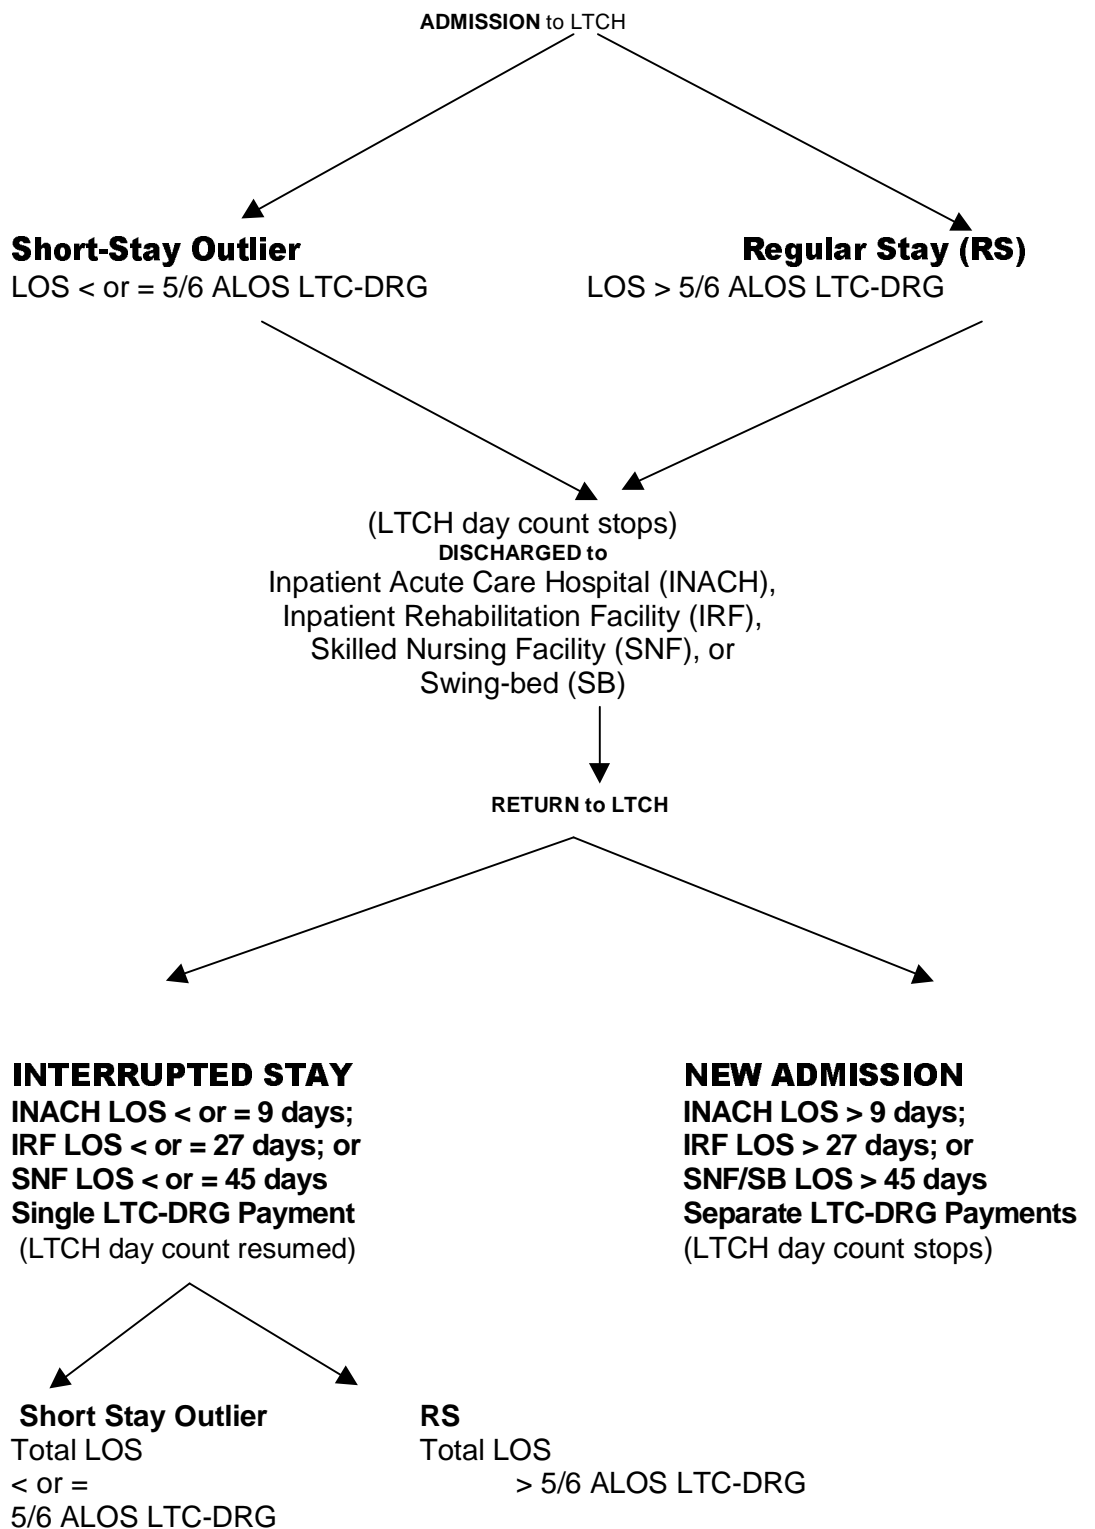 ADMISSION to LTCH
Short-Stay Outlier
LOS < or = 5/6 ALOS LTC-DRG
Regular Stay (RS)
LOS > 5/6 ALOS LTC-DRG
(LTCH day count stops)
DISCHARGED to
Inpatient Acute Care Hospital (INACH),
Inpatient Rehabilitation Facility (IRF),
Skilled Nursing Facility (SNF), or
Swing-bed (SB)
RETURN to LTCH
INTERRUPTED STAY
INACH LOS < or = 9 days;
IRF LOS < or = 27 days; or
SNF LOS < or = 45 days
Single LTC-DRG Payment
(LTCH day count resumed)
NEW ADMISSION
INACH LOS > 9 days;
IRF LOS > 27 days; or
SNF/SB LOS > 45 days
Separate LTC-DRG Payments
(LTCH day count stops)
Short Stay Outlier
Total LOS
< or =
5/6 ALOS LTC-DRG
RS
Total LOS
> 5/6 ALOS LTC-DRG